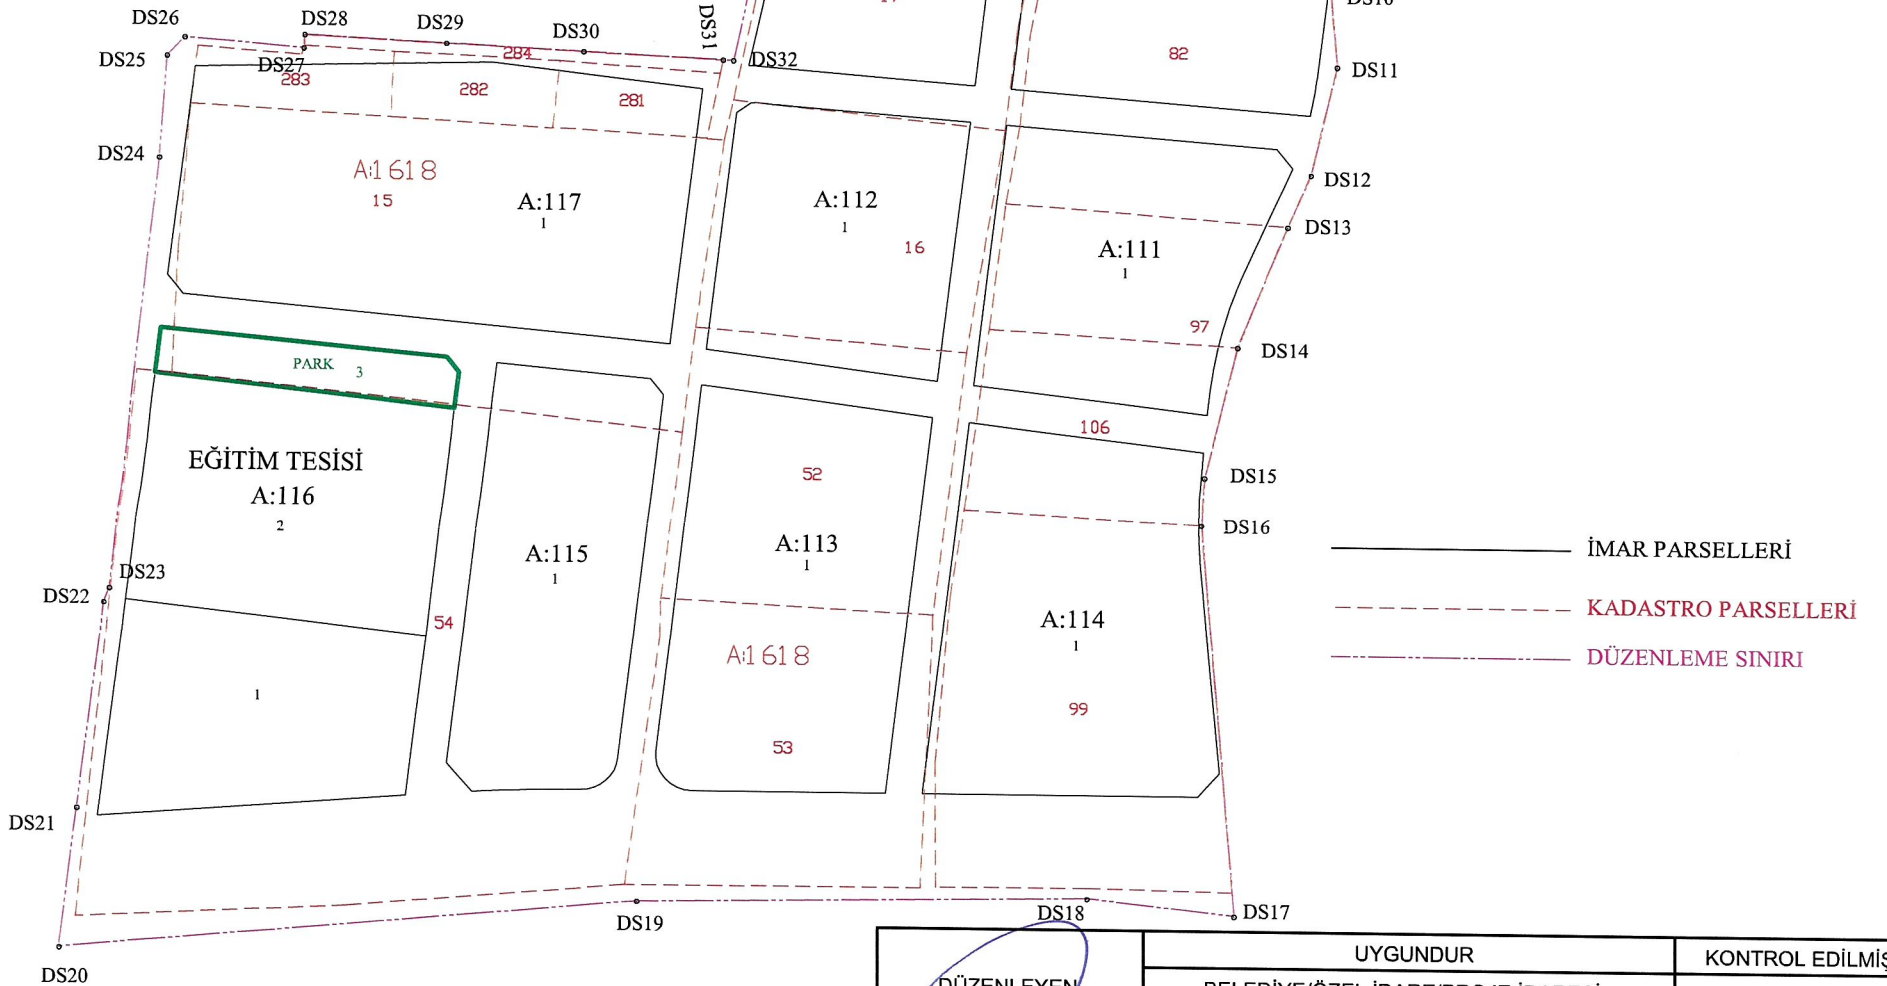 DS26
DS28
DS29
DS30
DS31
DS32
DS25
DS27
284
283
282
281
82
DS11
DS24
A:1618
15
A:117
1
A:112
1
16
A:111
1
97
DS12
DS13
DS14
PARK 3
106
EĞİTİM TESİSİ
A:116
2
52
A:113
1
A:115
1
DS15
DS16
DS23
DS22
54
1
A:1618
53
A:114
1
99
İMAR PARSELLERİ
KADASTRO PARSELLERİ
DÜZENLEME SINIRI
DS21
DS20
DS19
DS18
DS17
UYGUNDUR
KONTROL EDİLMİŞ
DÜZENLEYEN